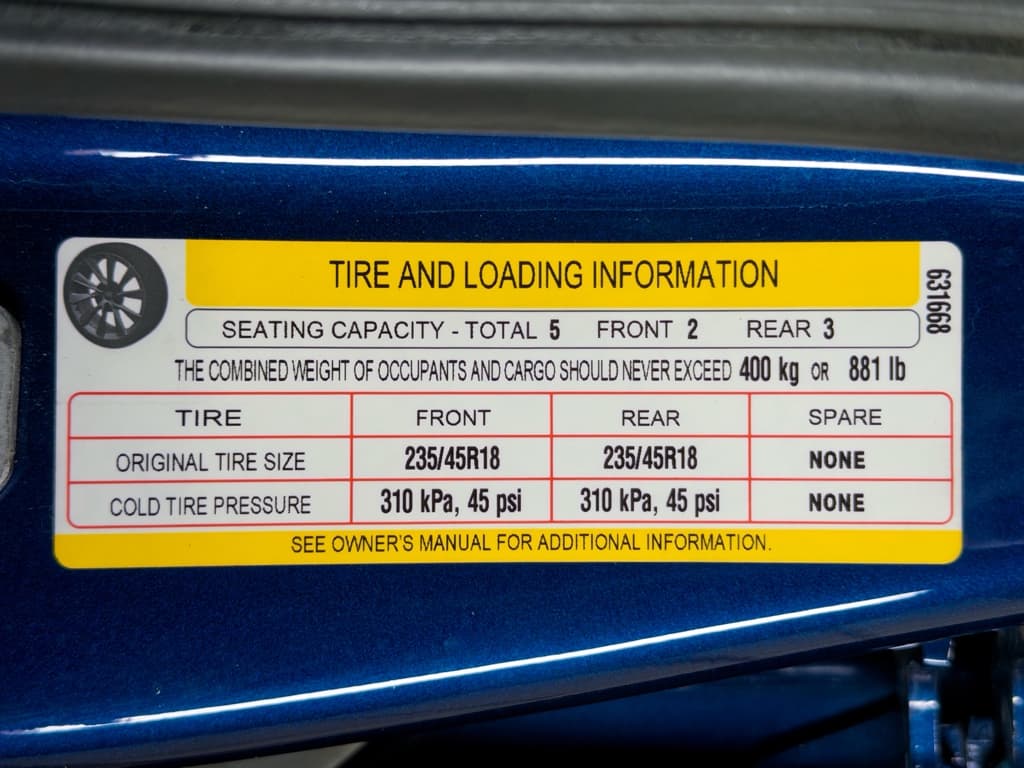 TIRE AND LOADING INFORMATION
631668
SEATING CAPACITY - TOTAL 5 FRONT 2 REAR 3
THE COMBINED WEIGHT OF OCCUPANTS AND CARGO SHOULD NEVER EXCEED 400 kg OR 881 lb
TIRE FRONT REAR SPARE
ORIGINAL TIRE SIZE 235/45R18 235/45R18 NONE
COLD TIRE PRESSURE 310 kPa, 45 psi 310 kPa, 45 psi NONE
SEE OWNER'S MANUAL FOR ADDITIONAL INFORMATION.